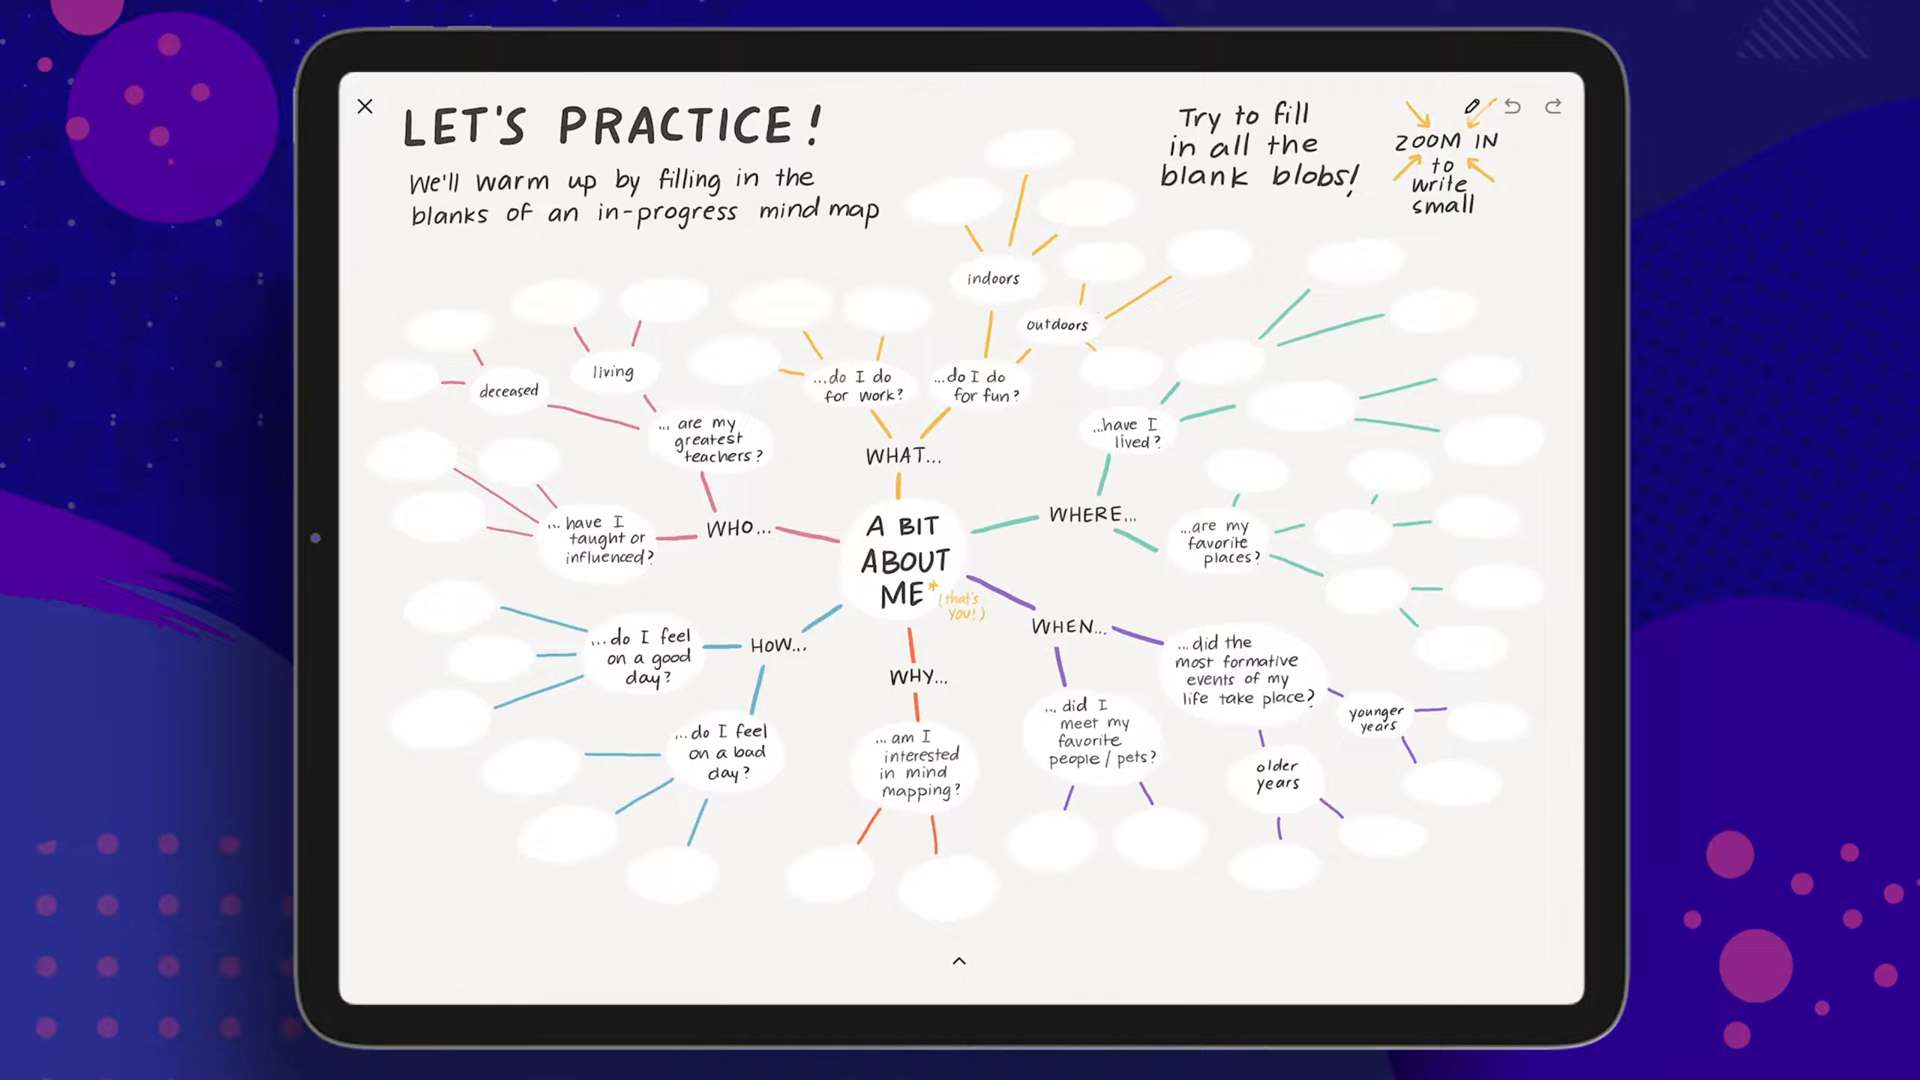 LET'S PRACTICE!
We'll warm up by filling in the
blanks of an in-progress mind map
Try to fill
in all the
blank blobs!
ZOOM IN
to
write
small
indoors
outdoors
...do I do
for work?
...do I do
for fun?
WHAT...
living
deceased
... are my
greatest
teachers?
WHO...
... have I
taught or
influenced?
A BIT
ABOUT
ME*
(that's
you!)
...have I
lived?
WHERE...
...are my
favorite
places?
WHEN...
...did the
most formative
events of my
life take place?
younger
years
older
years
... did I
meet my
favorite
people/pets?
WHY...
...am I
interested
in mind
mapping?
HOW...
...do I feel
on a good
day?
...do I feel
on a bad
day?